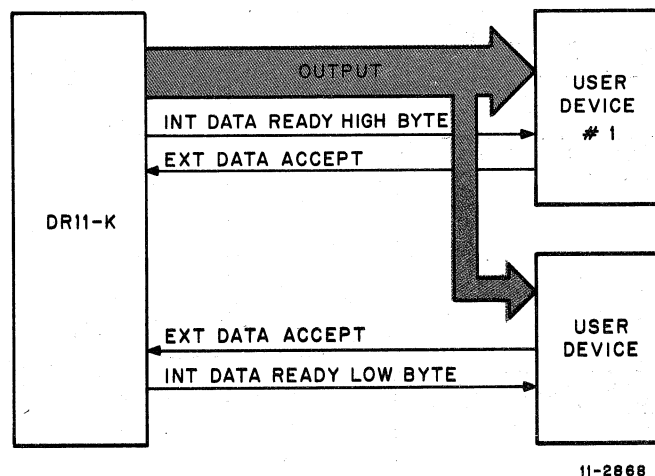 OUTPUT
USER
DEVICE
# 1
INT DATA READY HIGH BYTE
EXT DATA ACCEPT
DR11-K
USER
DEVICE
EXT DATA ACCEPT
INT DATA READY LOW BYTE
11-2868